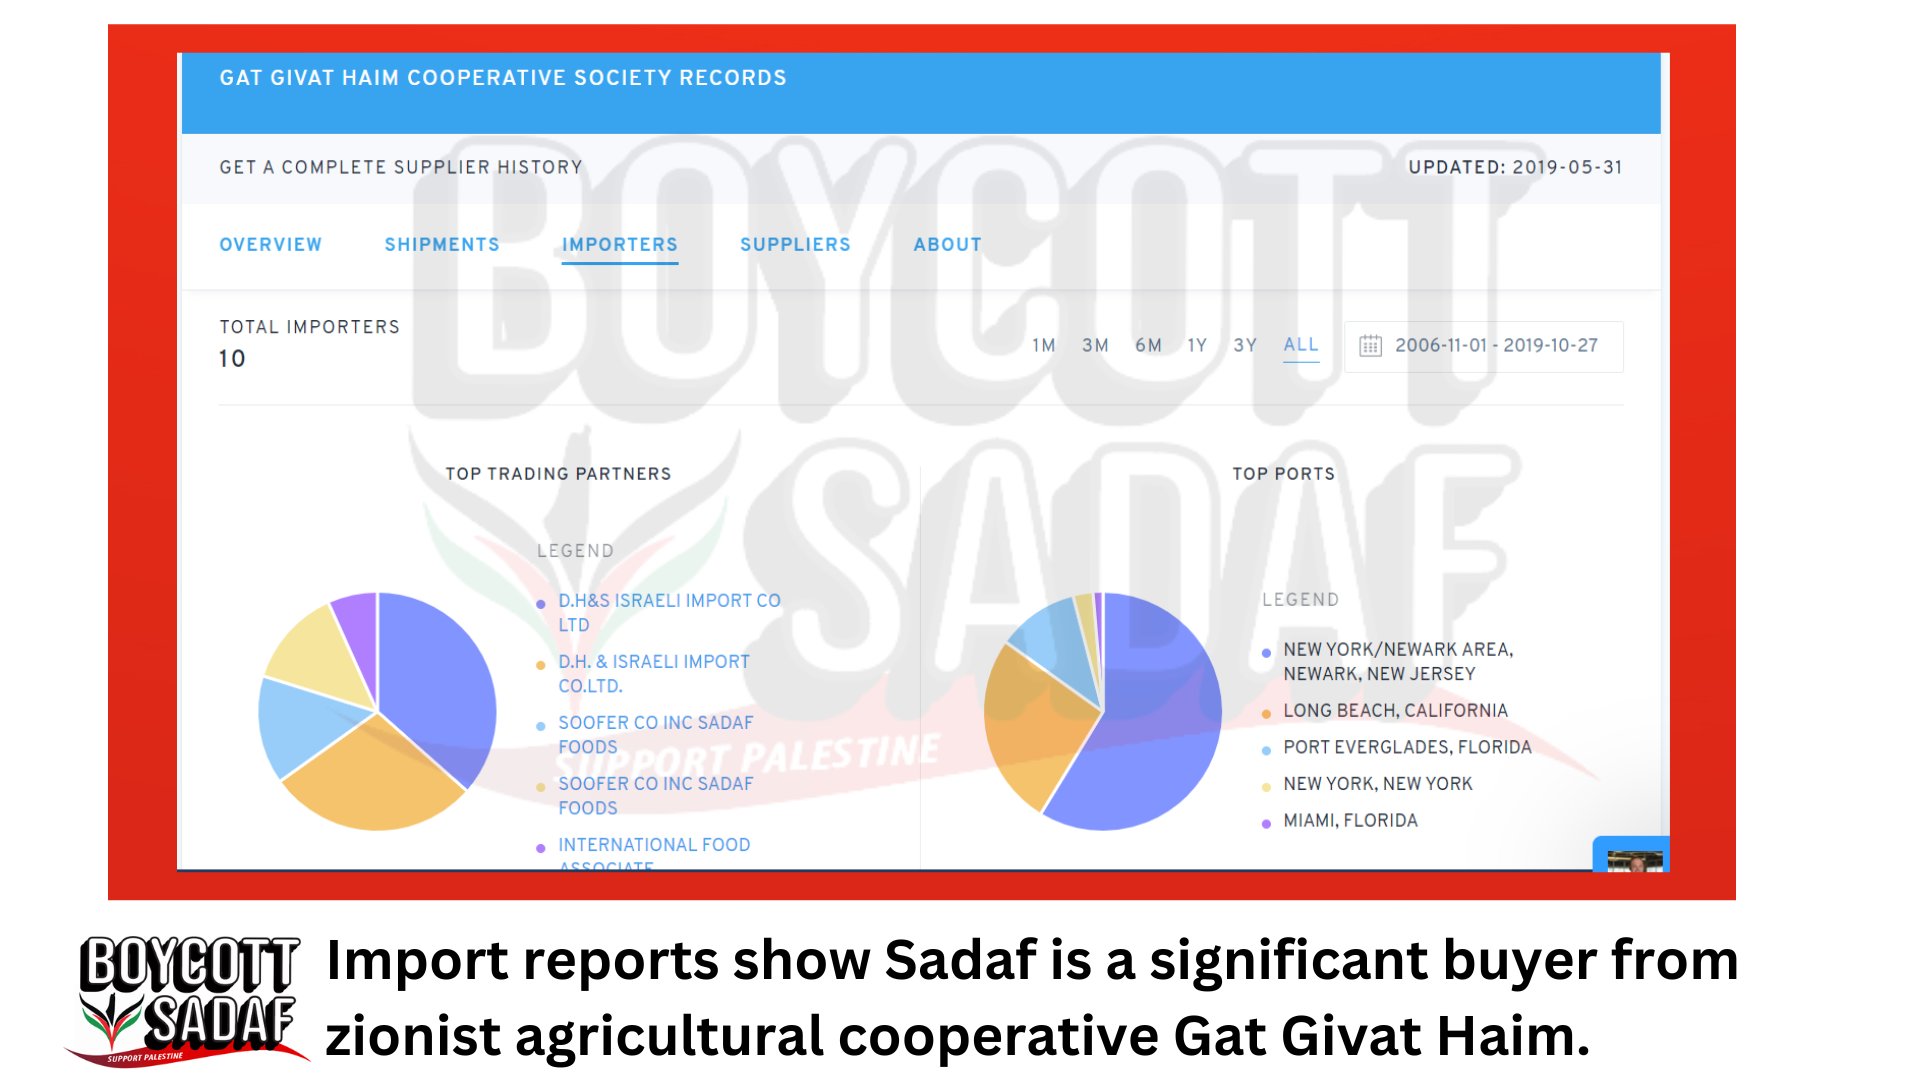 GAT GIVAT HAIM COOPERATIVE SOCIETY RECORDS
GET A COMPLETE SUPPLIER HISTORY
UPDATED: 2019-05-31
OVERVIEW SHIPMENTS IMPORTERS SUPPLIERS ABOUT
TOTAL IMPORTERS
10
1M 3M 6M 1Y 3Y ALL 2006-11-01 - 2019-10-27
BOYCOTT
SADAF
SUPPORT PALESTINE
TOP TRADING PARTNERS
LEGEND
D.H&S ISRAELI IMPORT CO
LTD
D.H. & ISRAELI IMPORT
CO.LTD.
SOOFER CO INC SADAF
FOODS
SOOFER CO INC SADAF
FOODS
INTERNATIONAL FOOD
ASSOCIATE
TOP PORTS
LEGEND
NEW YORK/NEWARK AREA,
NEWARK, NEW JERSEY
LONG BEACH, CALIFORNIA
PORT EVERGLADES, FLORIDA
NEW YORK, NEW YORK
MIAMI, FLORIDA
BOYCOTT
SADAF
SUPPORT PALESTINE
Import reports show Sadaf is a significant buyer from
zionist agricultural cooperative Gat Givat Haim.